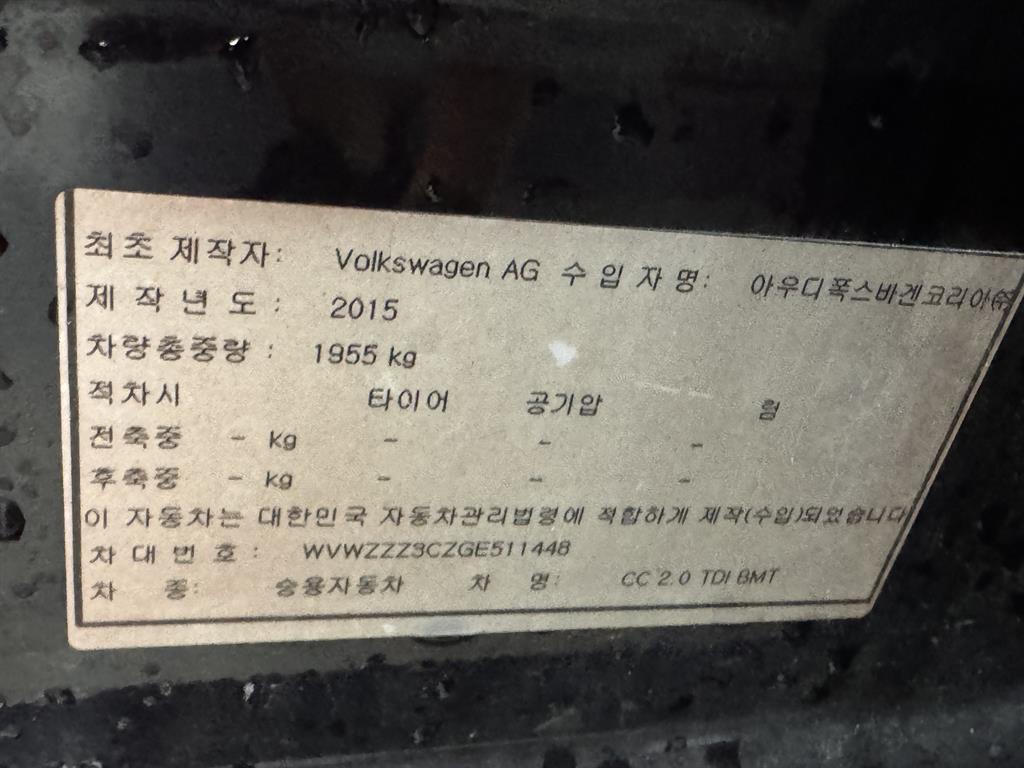 최초 제작자: Volkswagen AG 수 입 자 명: 아우디폭스바겐코리아㈜
제 작 년 도 : 2015
차량총중량 : 1955 kg
적차시 타이어 공기압 림
전축중 - kg - - -
후축중 - kg - - -
이 자동차는 대한민국 자동차관리법령에 적합하게 제작(수입)되었습니다
차 대 번 호 : WVWZZZ3CZGE511448
차 종: 승용자동차 차 명: CC 2.0 TDI BMT